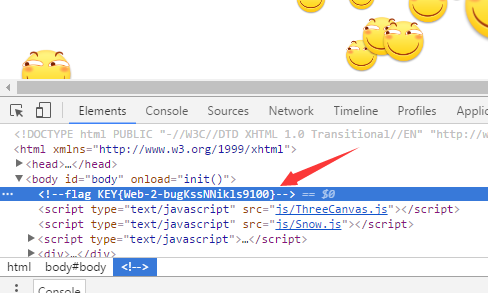 Elements Console Sources Network Timeline Profiles
<!DOCTYPE html PUBLIC "-//W3C//DTD XHTML 1.0 Transitional//EN" "http://w
<html xmlns="http://www.w3.org/1999/xhtml">
▶<head>…</head>
▼<body id="body" onload="init()">
… <!--flag KEY{Web-2-bugKssNNikls9100}--> == $0
<script type="text/javascript" src="js/ThreeCanvas.js"></script>
<script type="text/javascript" src="js/Snow.js"></script>
▶<script type="text/javascript">…</script>
▶<div>…</div>
html body#body <!-->
Console